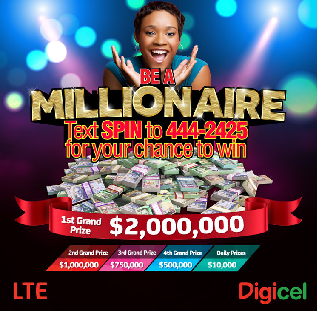 BE A
MILLIONAIRE
Text SPIN to 444-2425
for your chance to win
1st Grand Prize $2,000,000
2nd Grand Prize 3rd Grand Prize 4th Grand Prize Daily Prizes
$1,000,000 $750,000 $500,000 $10,000
LTE Digicel